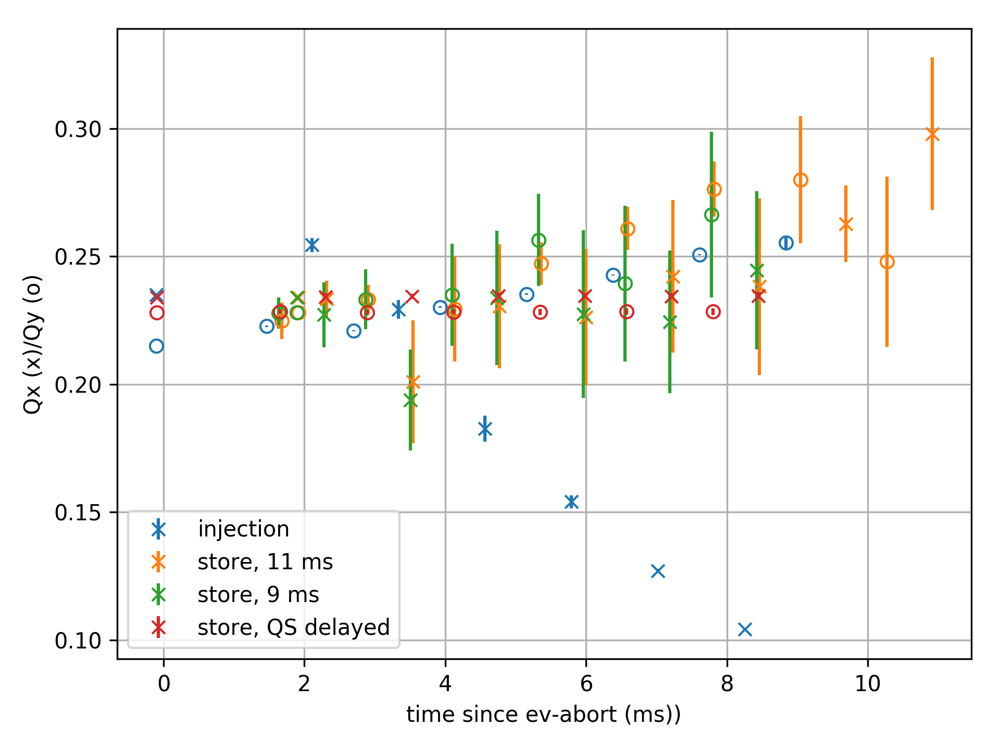 0.30
0.25
0.20
0.15
0.10
Qx (x)/Qy (o)
injection
store, 11 ms
store, 9 ms
store, QS delayed
0 2 4 6 8 10
time since ev-abort (ms))